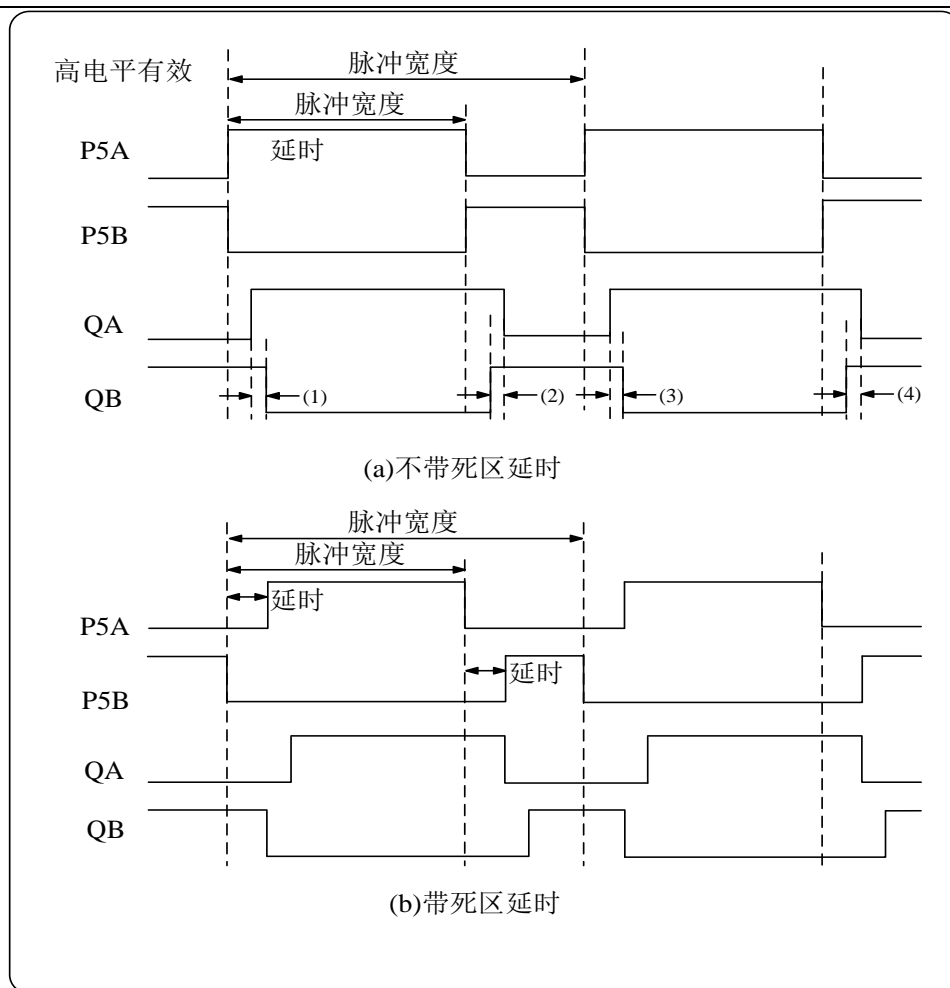 脉冲宽度
高电平有效
脉冲宽度
P5A
延时
P5B
QA
QB
(1)
(2)
(3)
(4)
(a)不带死区延时
脉冲宽度
脉冲宽度
延时
P5A
延时
P5B
QA
QB
(b)带死区延时